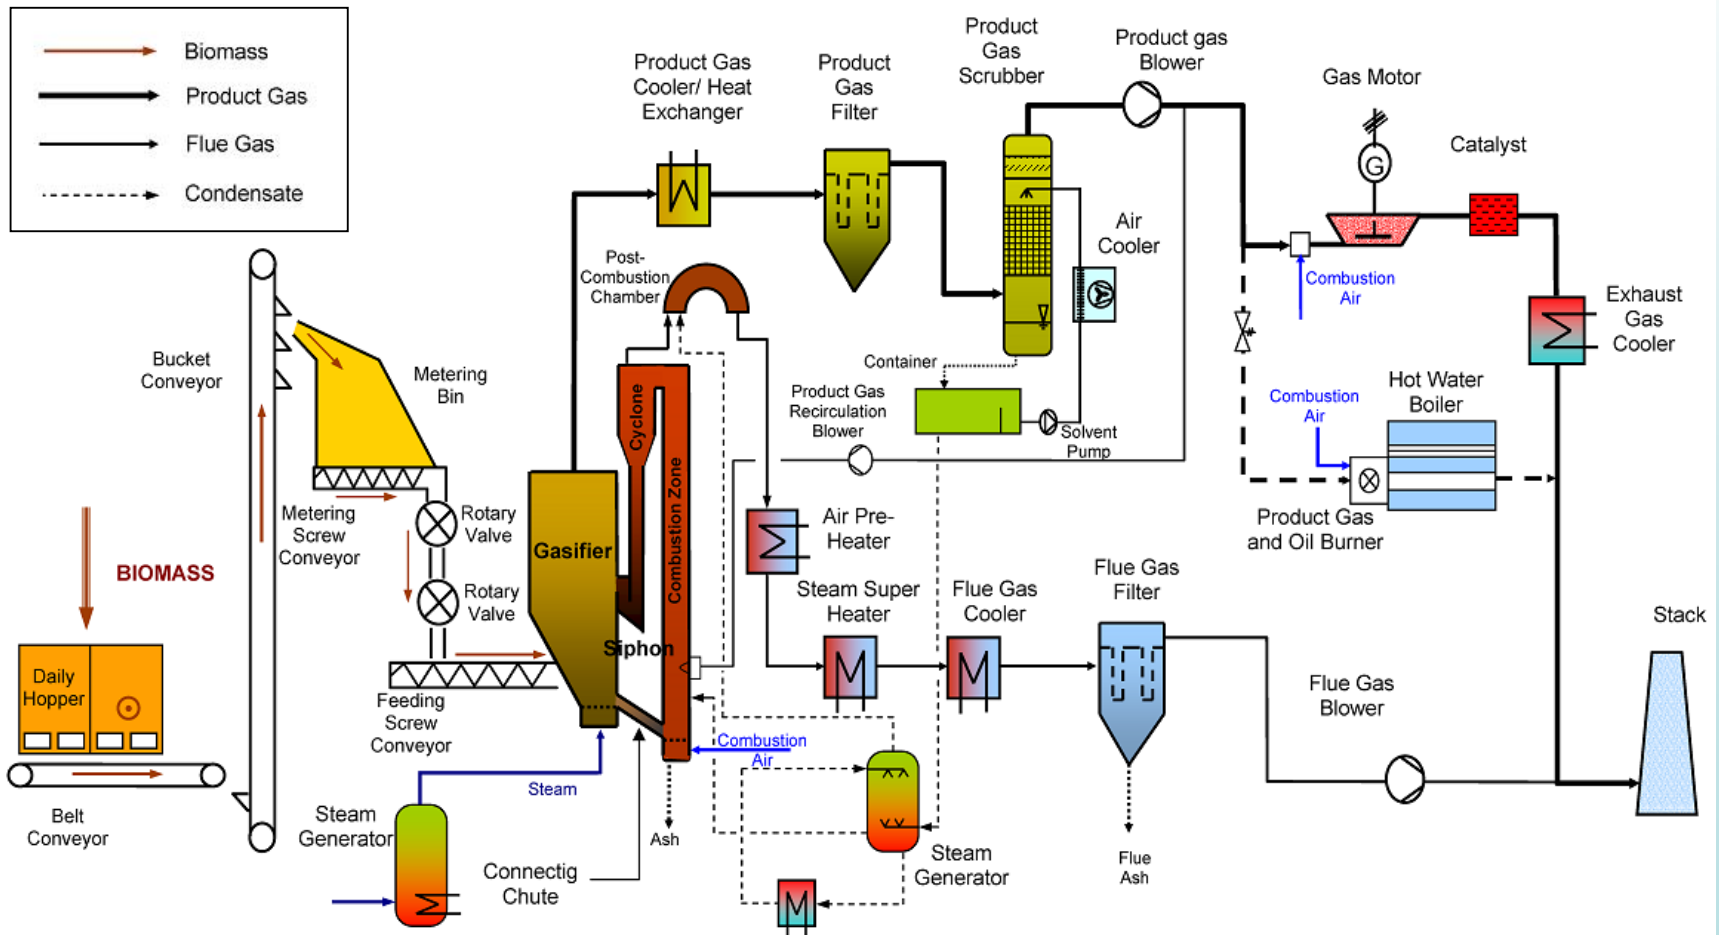 Biomass
Product Gas
Flue Gas
Condensate
Product Gas
Cooler/ Heat
Exchanger
Product
Gas
Filter
Product
Gas
Scrubber
Product gas
Blower
Gas Motor
G
Catalyst
Air
Cooler
Combustion
Air
Exhaust
Gas
Cooler
Post-
Combustion
Chamber
Bucket
Conveyor
Metering
Bin
Cyclone
Combustion Zone
Container
Product Gas
Recirculation
Blower
Solvent
Pump
Combustion
Air
Hot Water
Boiler
Product Gas
and Oil Burner
Metering
Screw
Conveyor
Rotary
Valve
Rotary
Valve
Gasifier
Siphon
Air Pre-
Heater
Steam Super
Heater
Flue Gas
Cooler
Flue Gas
Filter
Stack
BIOMASS
Daily
Hopper
Belt
Conveyor
Feeding
Screw
Conveyor
Steam
Steam
Generator
Connectig
Chute
Combustion
Air
Ash
Steam
Generator
Flue
Ash
Flue Gas
Blower